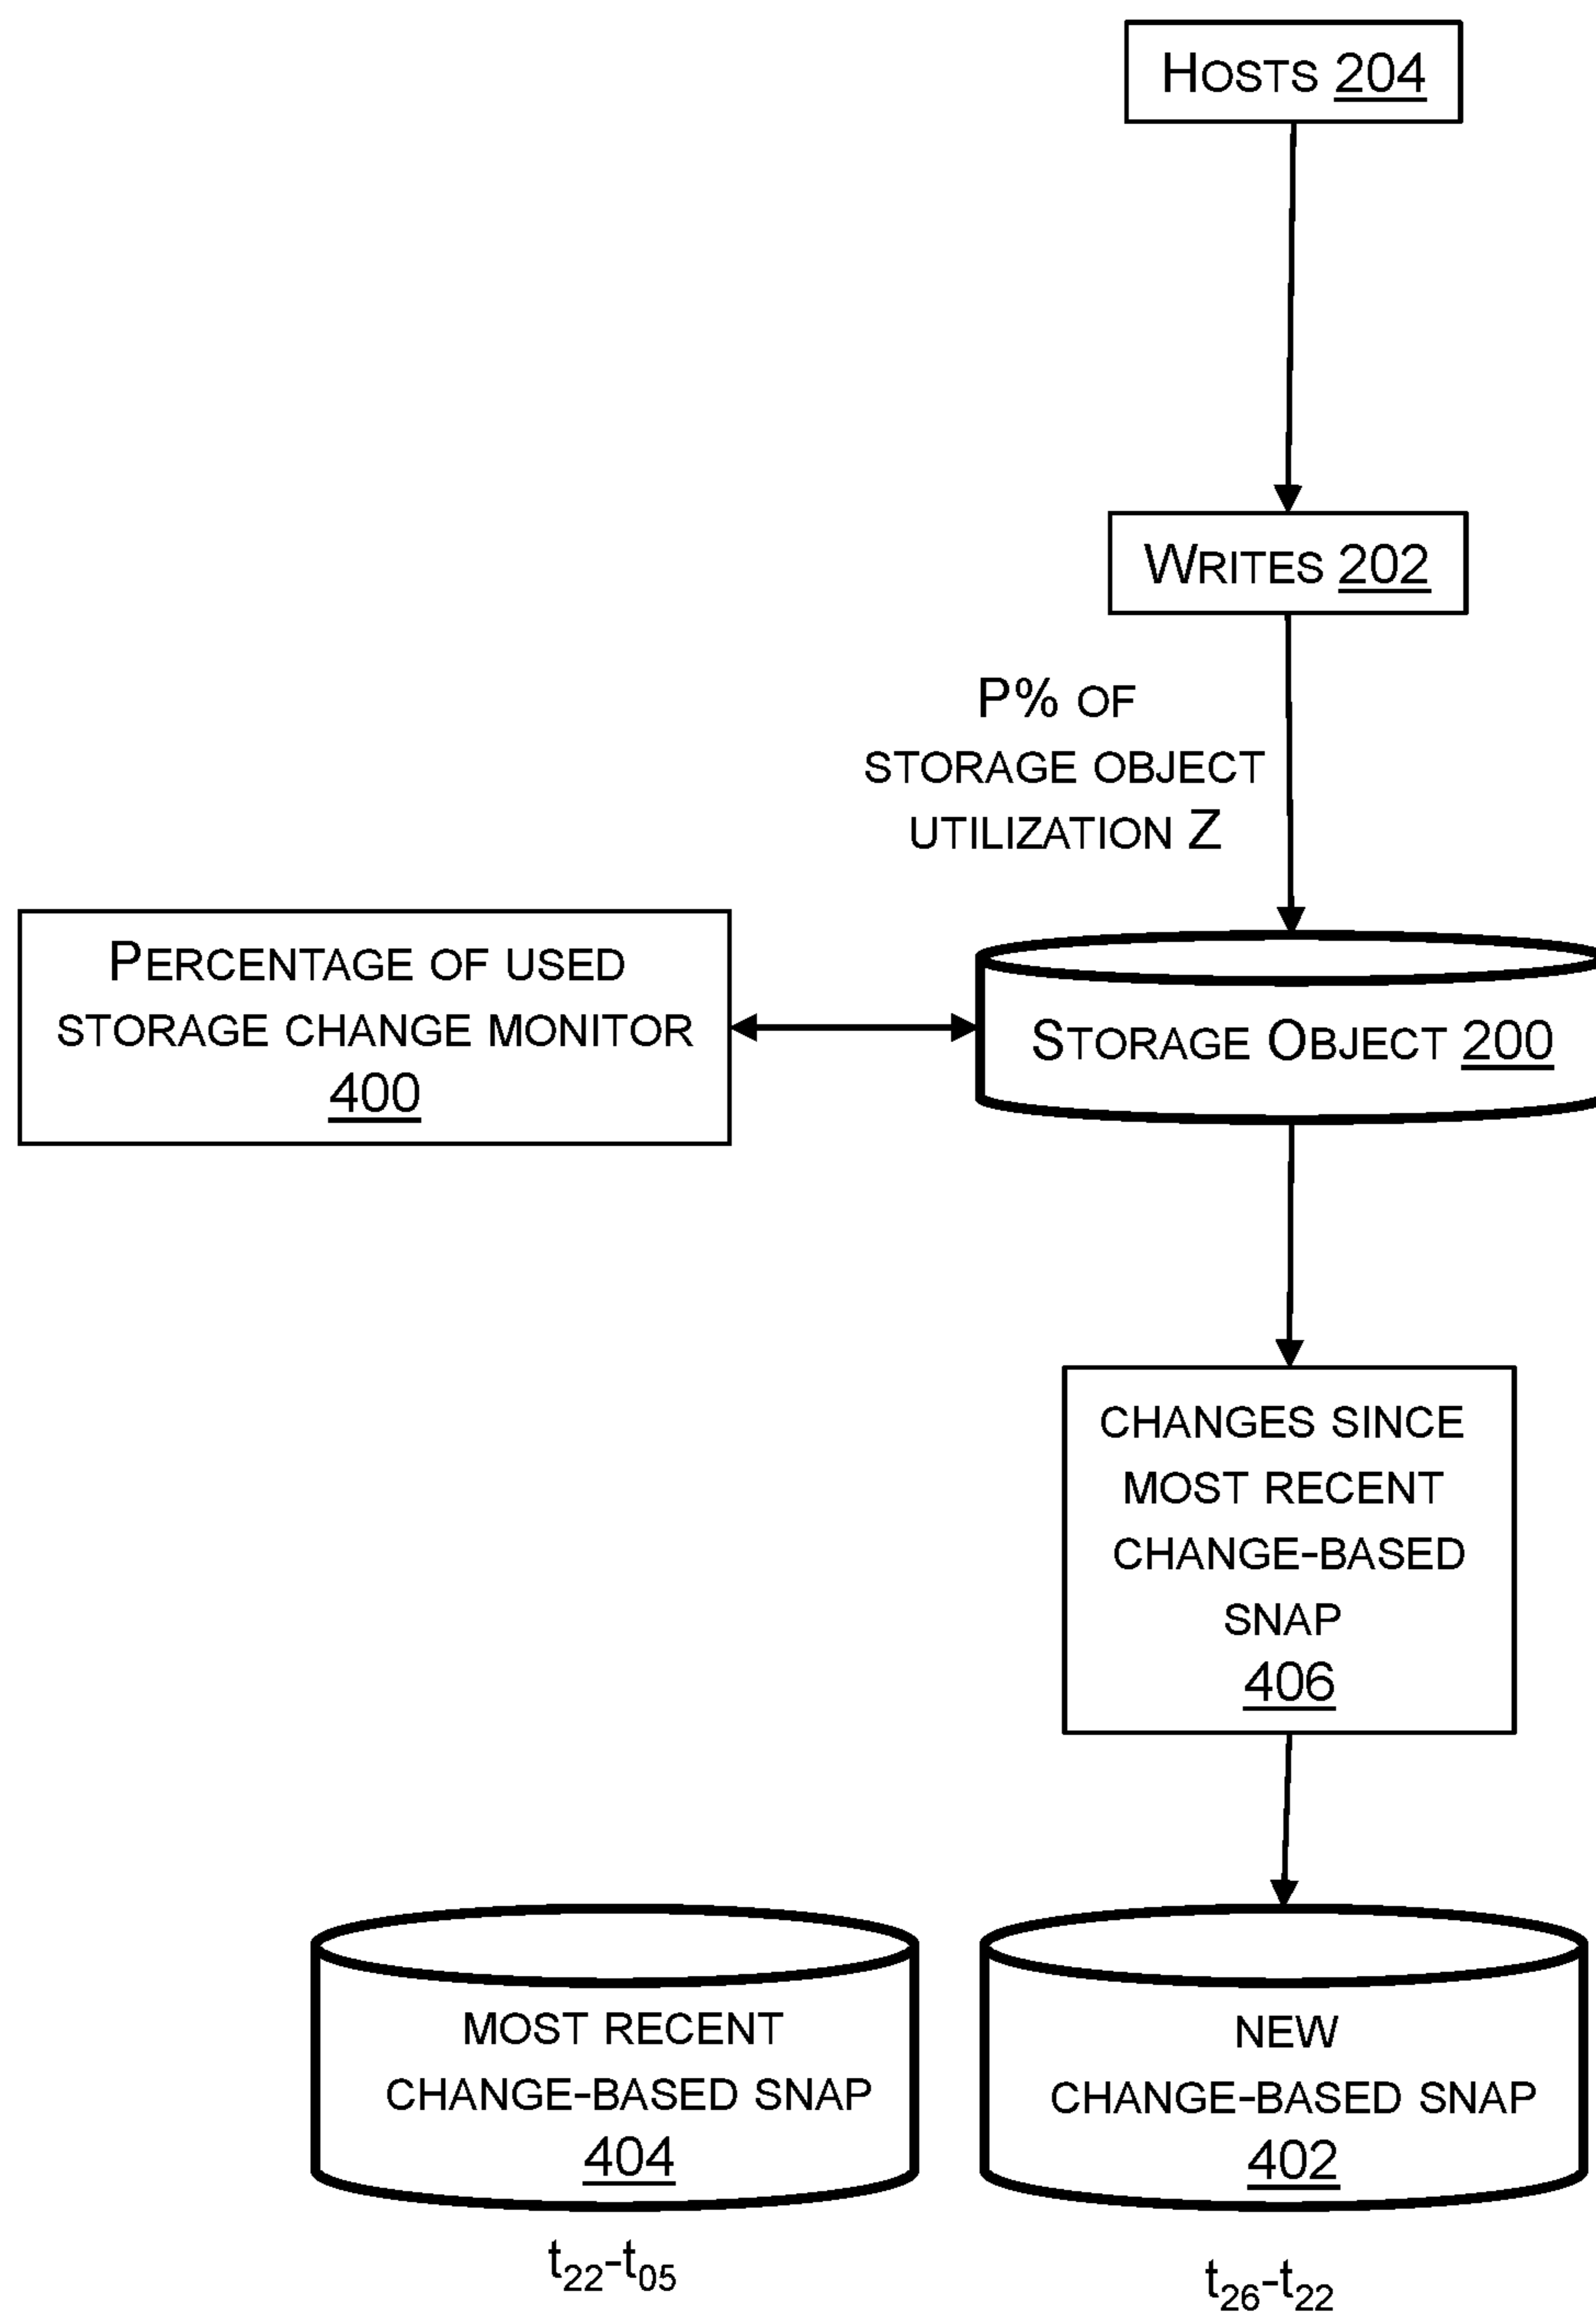 HOSTS 204
WRITES 202
P% OF
STORAGE OBJECT
UTILIZATION Z
PERCENTAGE OF USED
STORAGE CHANGE MONITOR
400
STORAGE OBJECT 200
CHANGES SINCE
MOST RECENT
CHANGE-BASED
SNAP
406
MOST RECENT
CHANGE-BASED SNAP
404
NEW
CHANGE-BASED SNAP
402
t22-t05
t26-t22